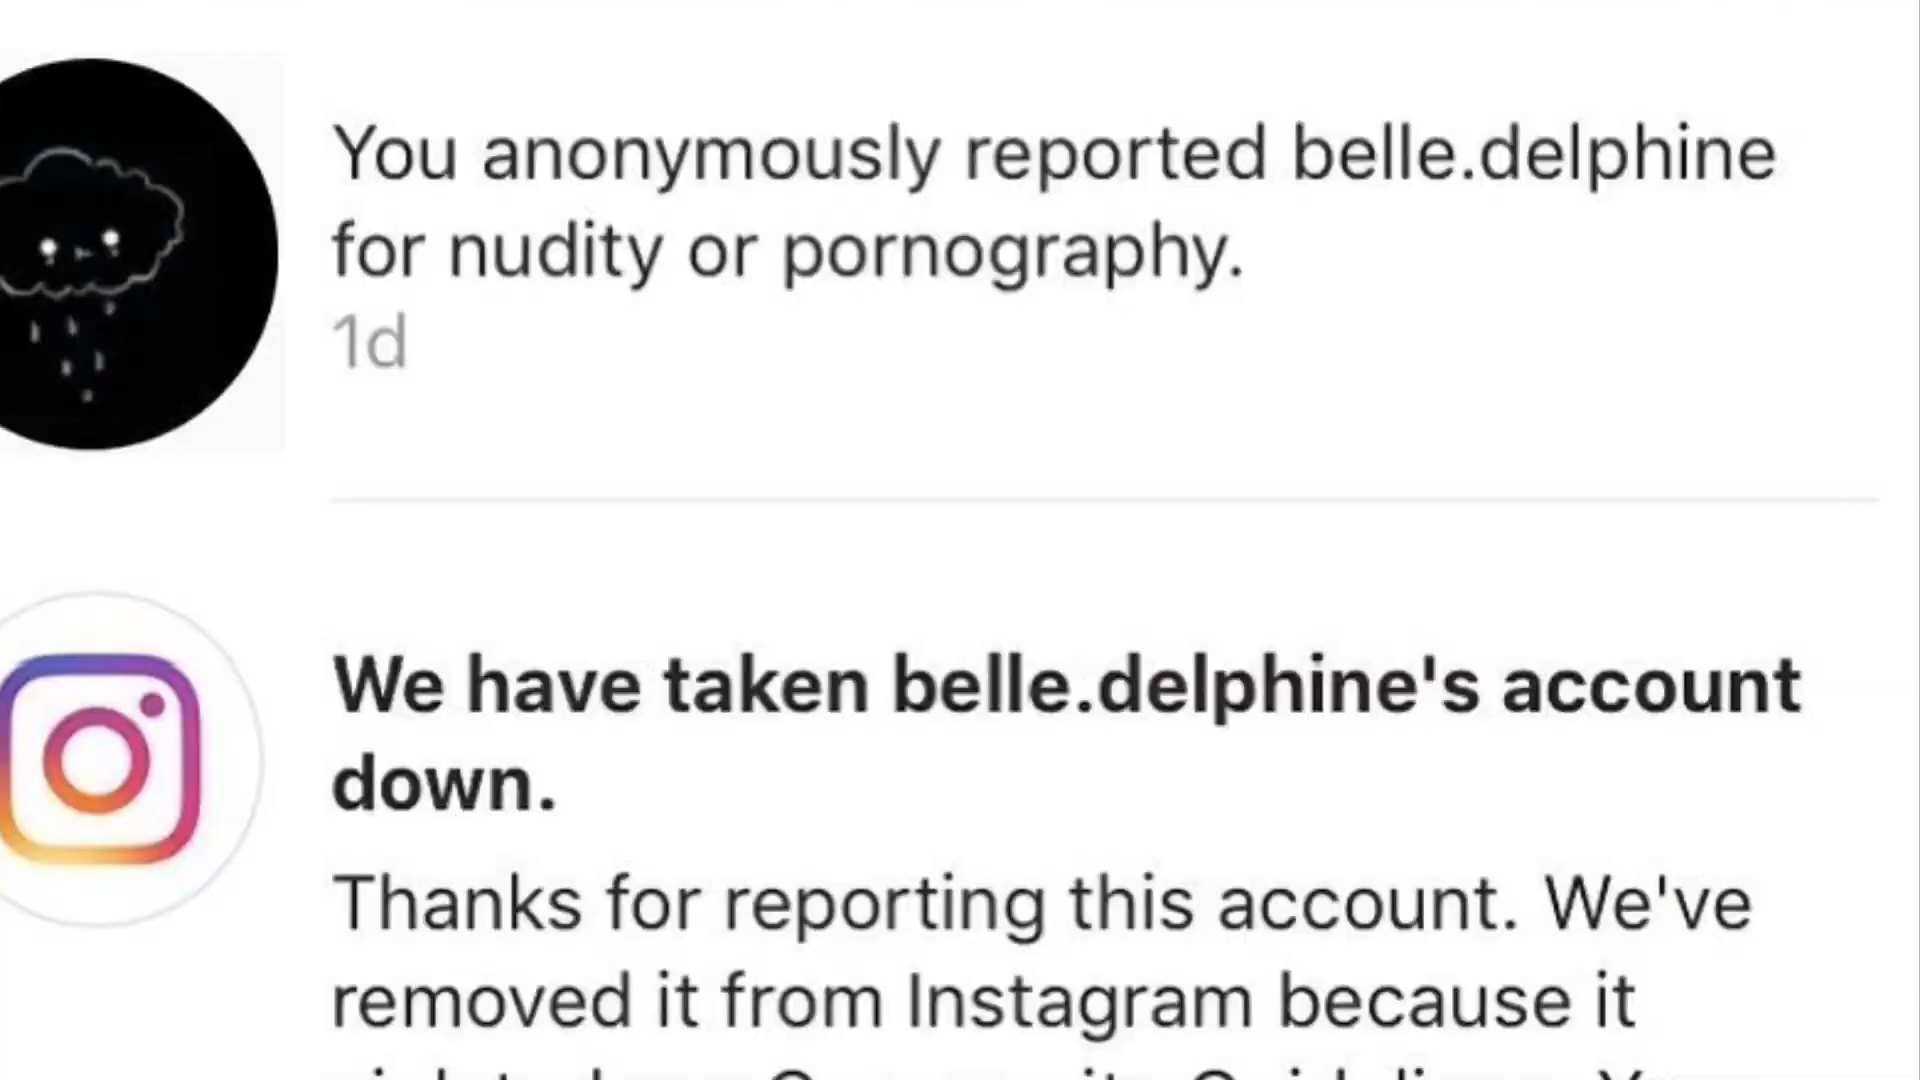 You anonymously reported belle.delphine
for nudity or pornography.
1d
We have taken belle.delphine's account
down.
Thanks for reporting this account. We've
removed it from Instagram because it